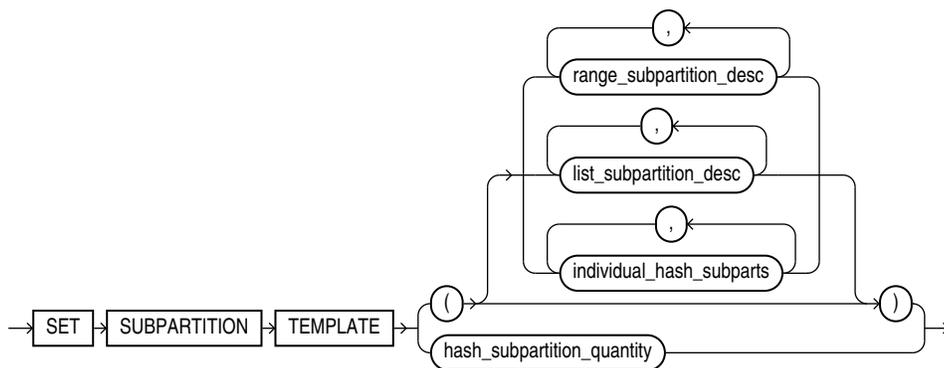 ,
range_subpartition_desc
,
list_subpartition_desc
,
individual_hash_subparts
( )
SET SUBPARTITION TEMPLATE
hash_subpartition_quantity